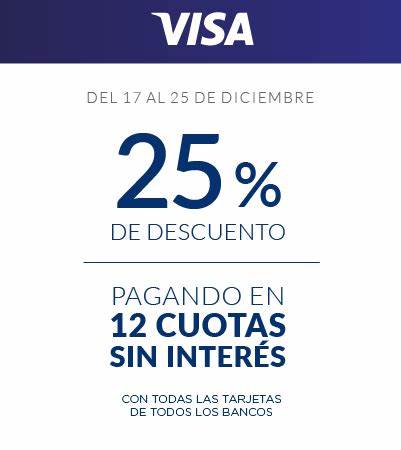 VISA
DEL 17 AL 25 DE DICIEMBRE
25 %
DE DESCUENTO
PAGANDO EN
12 CUOTAS
SIN INTERÉS
CON TODAS LAS TARJETAS
DE TODOS LOS BANCOS